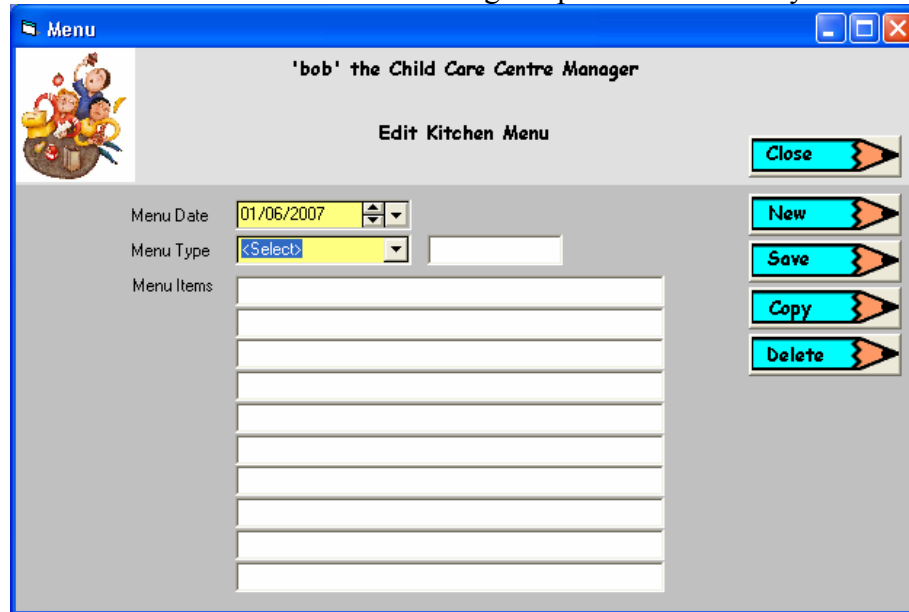 Menu
'bob' the Child Care Centre Manager
Edit Kitchen Menu
Close
Menu Date 01/06/2007
New
Menu Type <Select>
Save
Menu Items
Copy
Delete